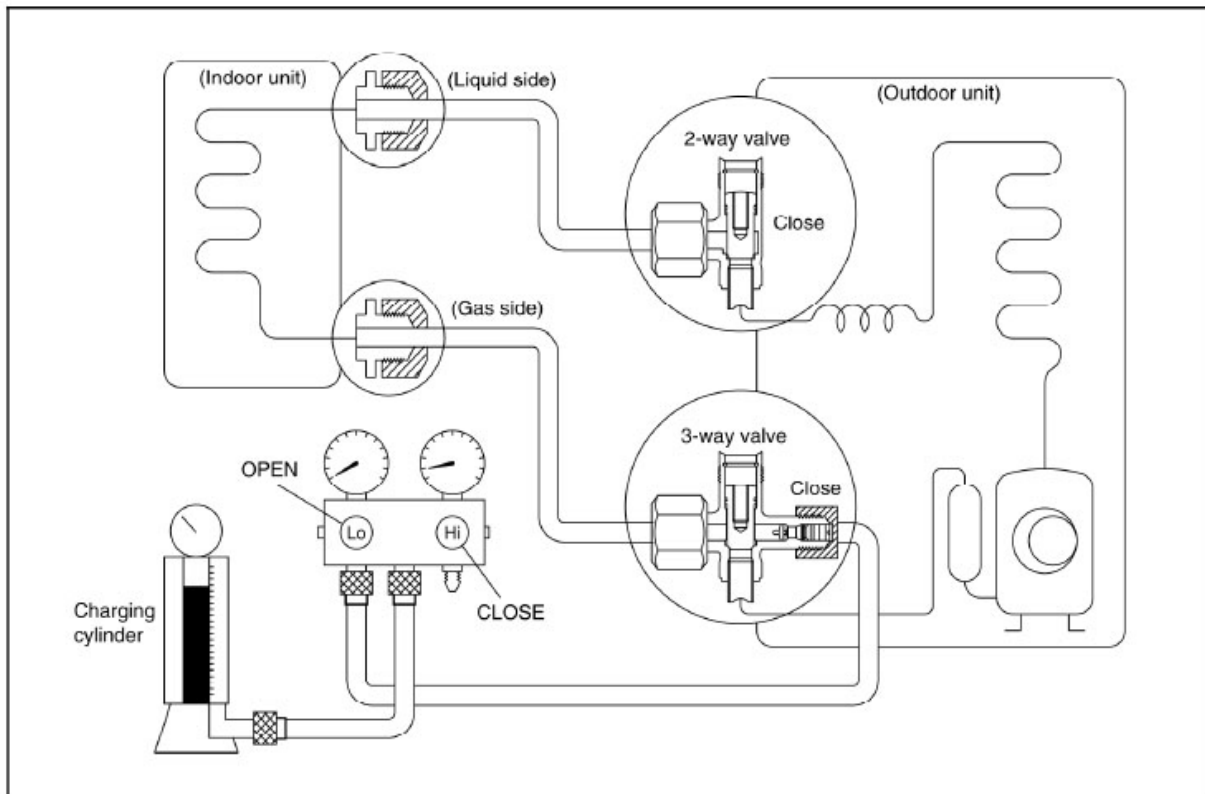 (Indoor unit)
(Liquid side)
(Outdoor unit)
2-way valve
Close
(Gas side)
3-way valve
Close
OPEN
Lo
Hi
CLOSE
Charging
cylinder